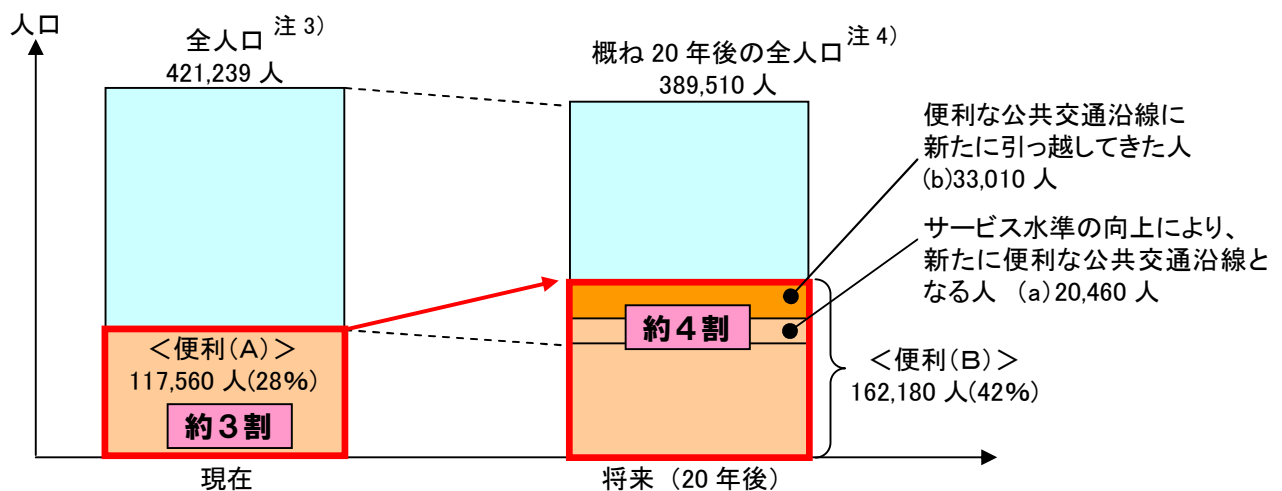 人口
全人口 注 3）
421,239 人
概ね 20 年後の全人口 注 4）
389,510 人
便利な公共交通沿線に
新たに引っ越してきた人
(b)33,010 人
サービス水準の向上により、
新たに便利な公共交通沿線と
なる人 （a）20,460 人
＜便利(A)＞
117,560 人(28%)
約３割
約４割
＜便利(Ｂ)＞
162,180 人(42%)
現在
将来（20 年後）